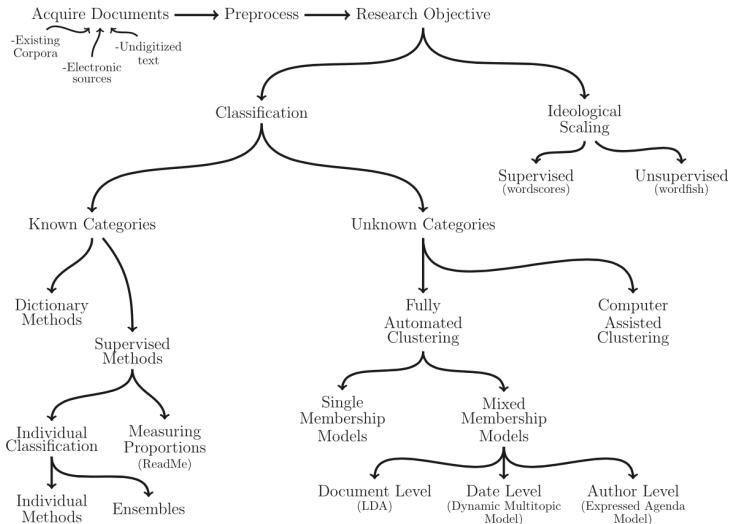 Acquire Documents
Preprocess
Research Objective
-Existing
Corpora
-Electronic
sources
-Undigitized
text
Classification
Ideological
Scaling
Supervised
(wordscores)
Unsupervised
(wordfish)
Known Categories
Unknown Categories
Dictionary
Methods
Supervised
Methods
Fully
Automated
Clustering
Computer
Assisted
Clustering
Individual
Classification
Measuring
Proportions
(ReadMe)
Single
Membership
Models
Mixed
Membership
Models
Individual
Methods
Ensembles
Document Level
(LDA)
Date Level
(Dynamic Multitopic
Model)
Author Level
(Expressed Agenda
Model)